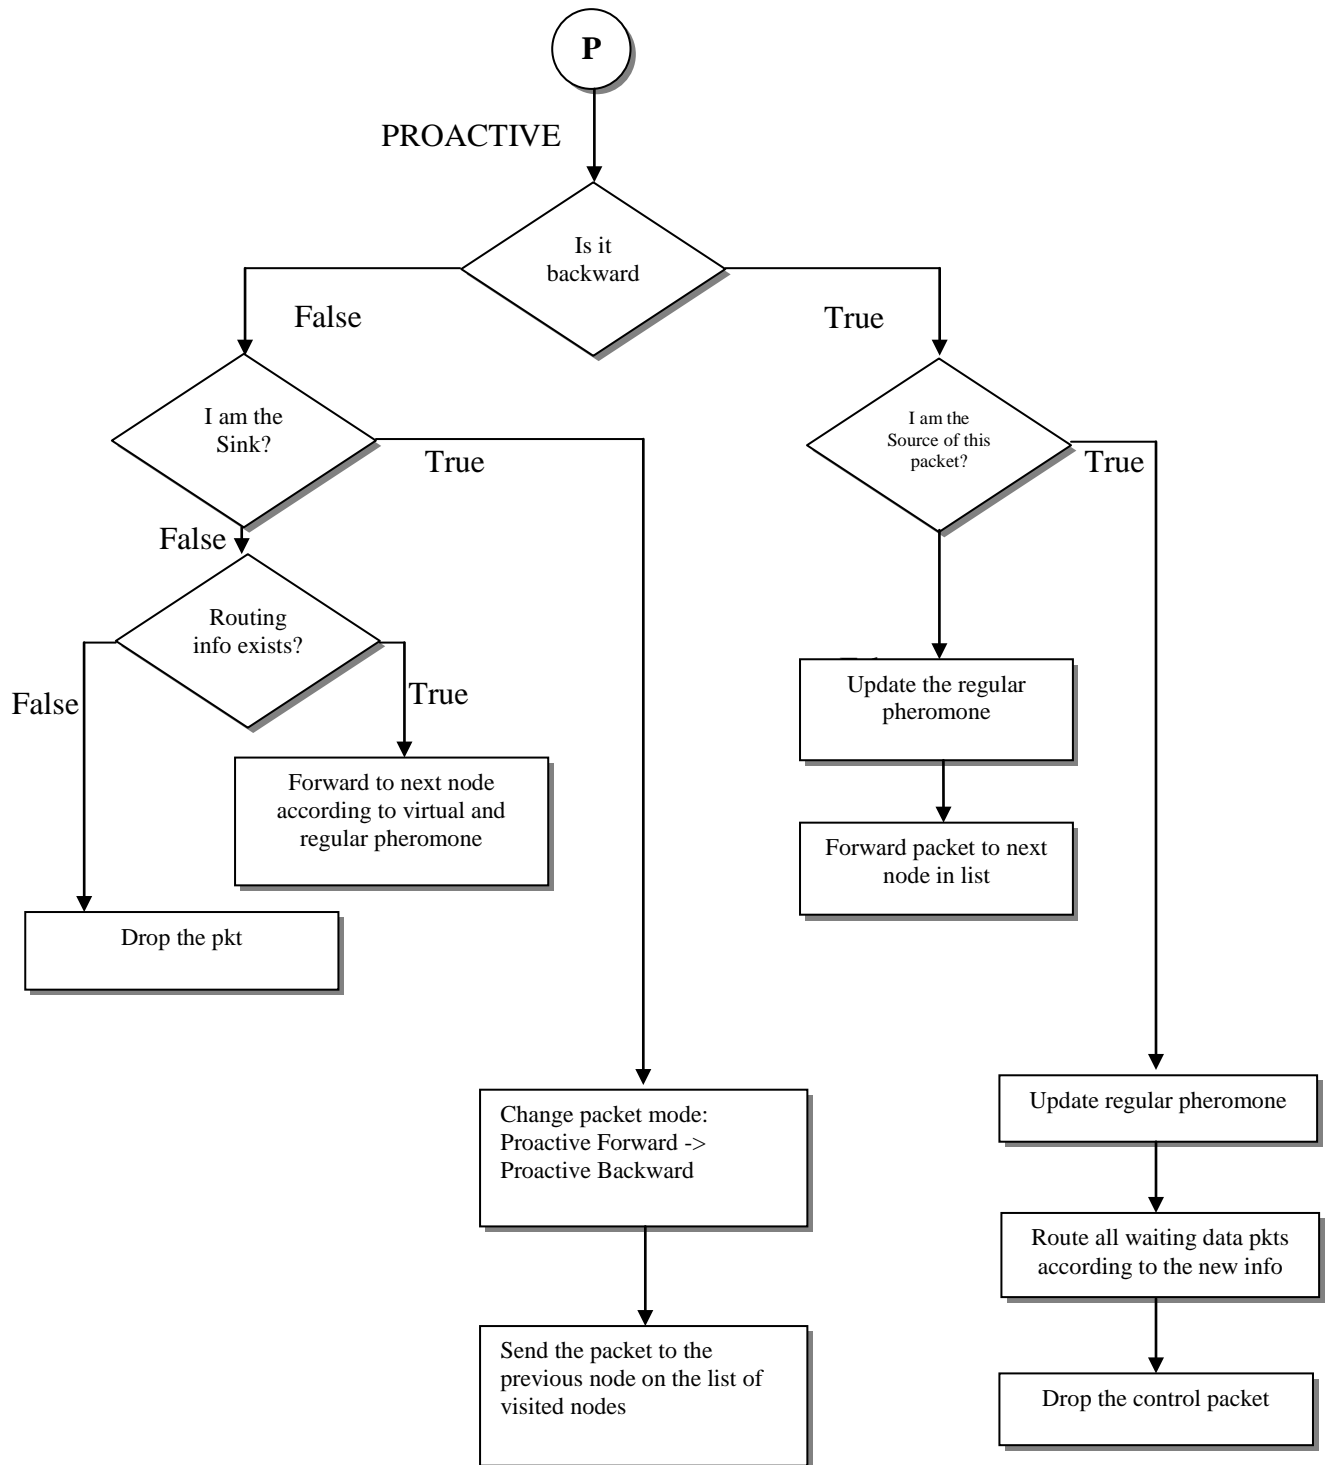 P
PROACTIVE
Is it
backward
False
True
I am the
Sink?
True
I am the
Source of this
packet?
True
False
Routing
info exists?
False
True
Update the regular
pheromone
Forward to next node
according to virtual and
regular pheromone
Forward packet to next
node in list
Drop the pkt
Change packet mode:
Proactive Forward ->
Proactive Backward
Update regular pheromone
Route all waiting data pkts
according to the new info
Send the packet to the
previous node on the list of
visited nodes
Drop the control packet